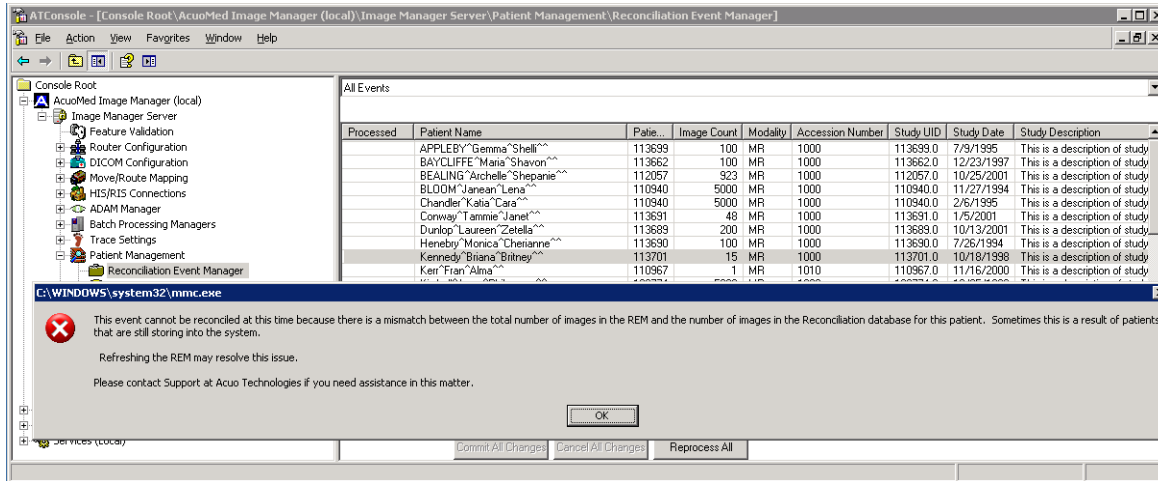 ATConsole - [Console Root\AcuoMed Image Manager (local)\Image Manager Server\Patient Management\Reconciliation Event Manager]
File Action View Favorites Window Help
Console Root
AcuoMed Image Manager (local)
Image Manager Server
Feature Validation
Router Configuration
DICOM Configuration
Move/Route Mapping
HIS/RIS Connections
ADAM Manager
Batch Processing Managers
Trace Settings
Patient Management
Reconciliation Event Manager
All Events
Processed Patient Name Patie... Image Count Modality Accession Number Study UID Study Date Study Description
APPLEBY^Gemma^Shelli^^ 113699 100 MR 1000 113699.0 7/9/1995 This is a description of study
BAYCLIFFE^Maria^Shavon^^ 113662 100 MR 1000 113662.0 12/23/1997 This is a description of study
BEALING^Archelle^Shepanie^^ 112057 923 MR 1000 112057.0 10/25/2001 This is a description of study
BLOOM^Janean^Lena^^ 110940 5000 MR 1000 110940.0 11/27/1994 This is a description of study
Chandler^Katia^Cara^^ 110940 5000 MR 1000 110940.0 2/6/1995 This is a description of study
Conway^Tammie^Janet^^ 113691 48 MR 1000 113691.0 1/5/2001 This is a description of study
Dunlop^Laureen^Zetella^^ 113689 200 MR 1000 113689.0 10/13/2001 This is a description of study
Henebry^Monica^Cherianne^^ 113690 100 MR 1000 113690.0 7/26/1994 This is a description of study
Kennedy^Briana^Britney^^ 113701 15 MR 1000 113701.0 10/18/1998 This is a description of study
Kerr^Fran^Alma^^ 110967 1 MR 1010 110967.0 11/16/2000 This is a description of study
C:\WINDOWS\system32\mmc.exe
This event cannot be reconciled at this time because there is a mismatch between the total number of images in the REM and the number of images in the Reconciliation database for this patient. Sometimes this is a result of patients
that are still storing into the system.
Refreshing the REM may resolve this issue.
Please contact Support at Acuo Technologies if you need assistance in this matter.
OK
Services (Local)
Commit All Changes Cancel All Changes Reprocess All